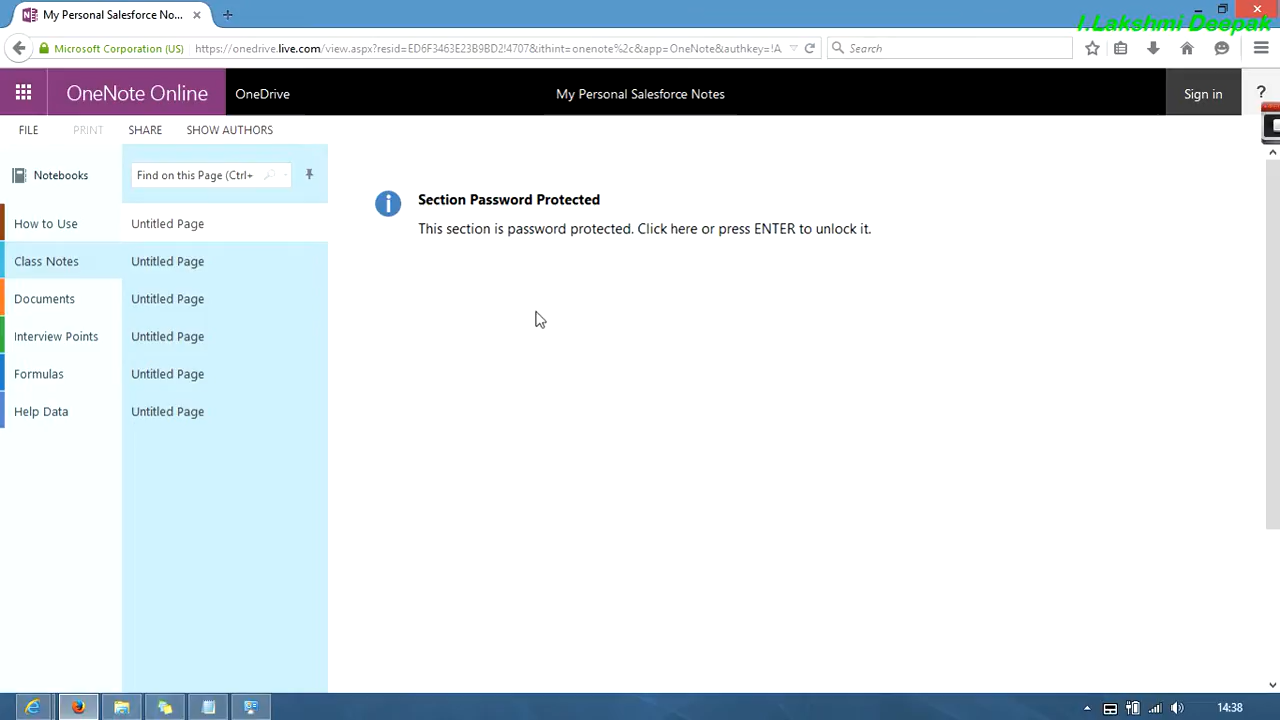 My Personal Salesforce No...
I.Lakshmi Deepak
Microsoft Corporation (US)
https://onedrive.live.com/view.aspx?resid=ED6F3463E23B9BD2!4707&ithint=onenote%2c&app=OneNote&authkey=!A
Search
OneNote Online
OneDrive
My Personal Salesforce Notes
Sign in
?
FILE
PRINT
SHARE
SHOW AUTHORS
Notebooks
Find on this Page (Ctrl+
How to Use
Class Notes
Documents
Interview Points
Formulas
Help Data
Untitled Page
Untitled Page
Untitled Page
Untitled Page
Untitled Page
Untitled Page
Section Password Protected
This section is password protected. Click here or press ENTER to unlock it.
14:38